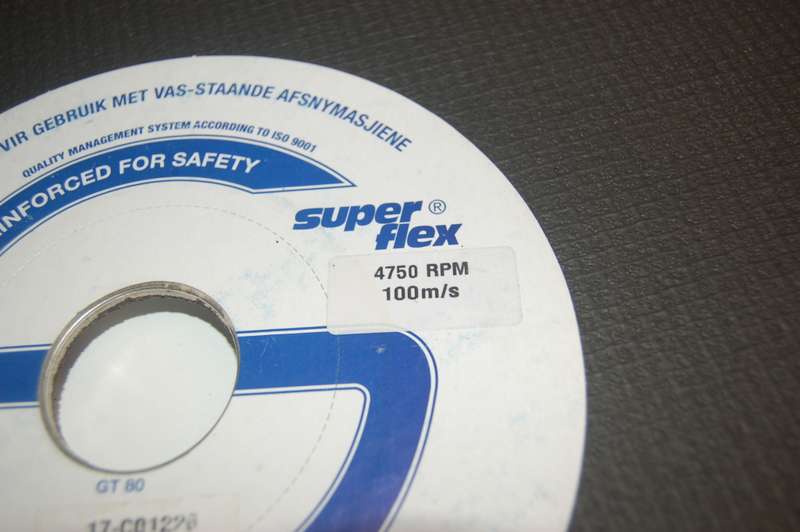 VIR GEBRUIK MET VAS-STAANDE AFSNYMASJIENE
QUALITY MANAGEMENT SYSTEM ACCORDING TO ISO 9001
REINFORCED FOR SAFETY
super ®
flex
4750 RPM
100m/s
GT 80